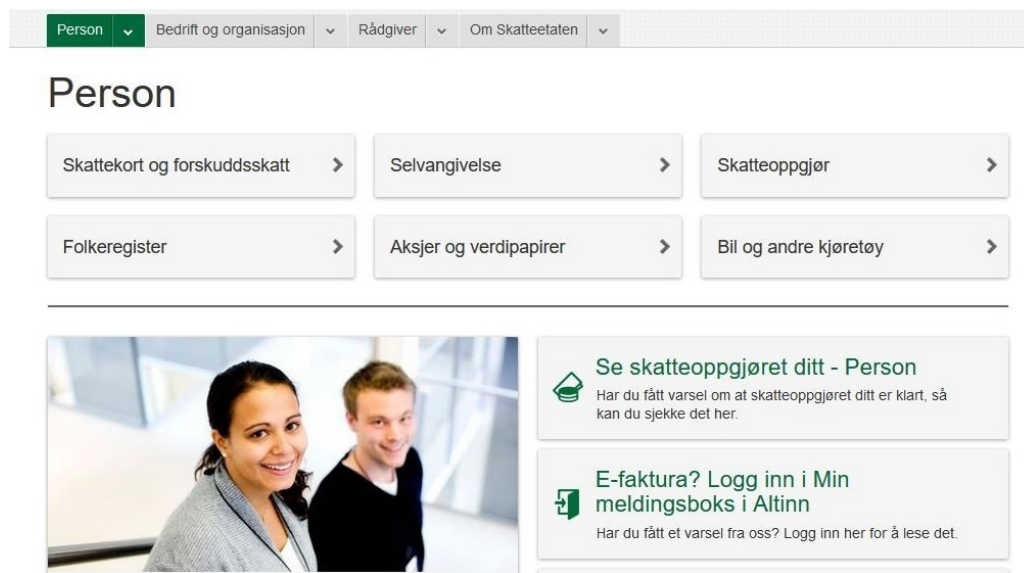 Person
Bedrift og organisasjon
Rådgiver
Om Skatteetaten
Person
Skattekort og forskuddsskatt
Selvangivelse
Skatteoppgjør
Folkeregister
Aksjer og verdipapirer
Bil og andre kjøretøy
Se skatteoppgjøret ditt - Person
Har du fått varsel om at skatteoppgjøret ditt er klart, så
kan du sjekke det her.
E-faktura? Logg inn i Min
meldingsboks i Altinn
Har du fått et varsel fra oss? Logg inn her for å lese det.